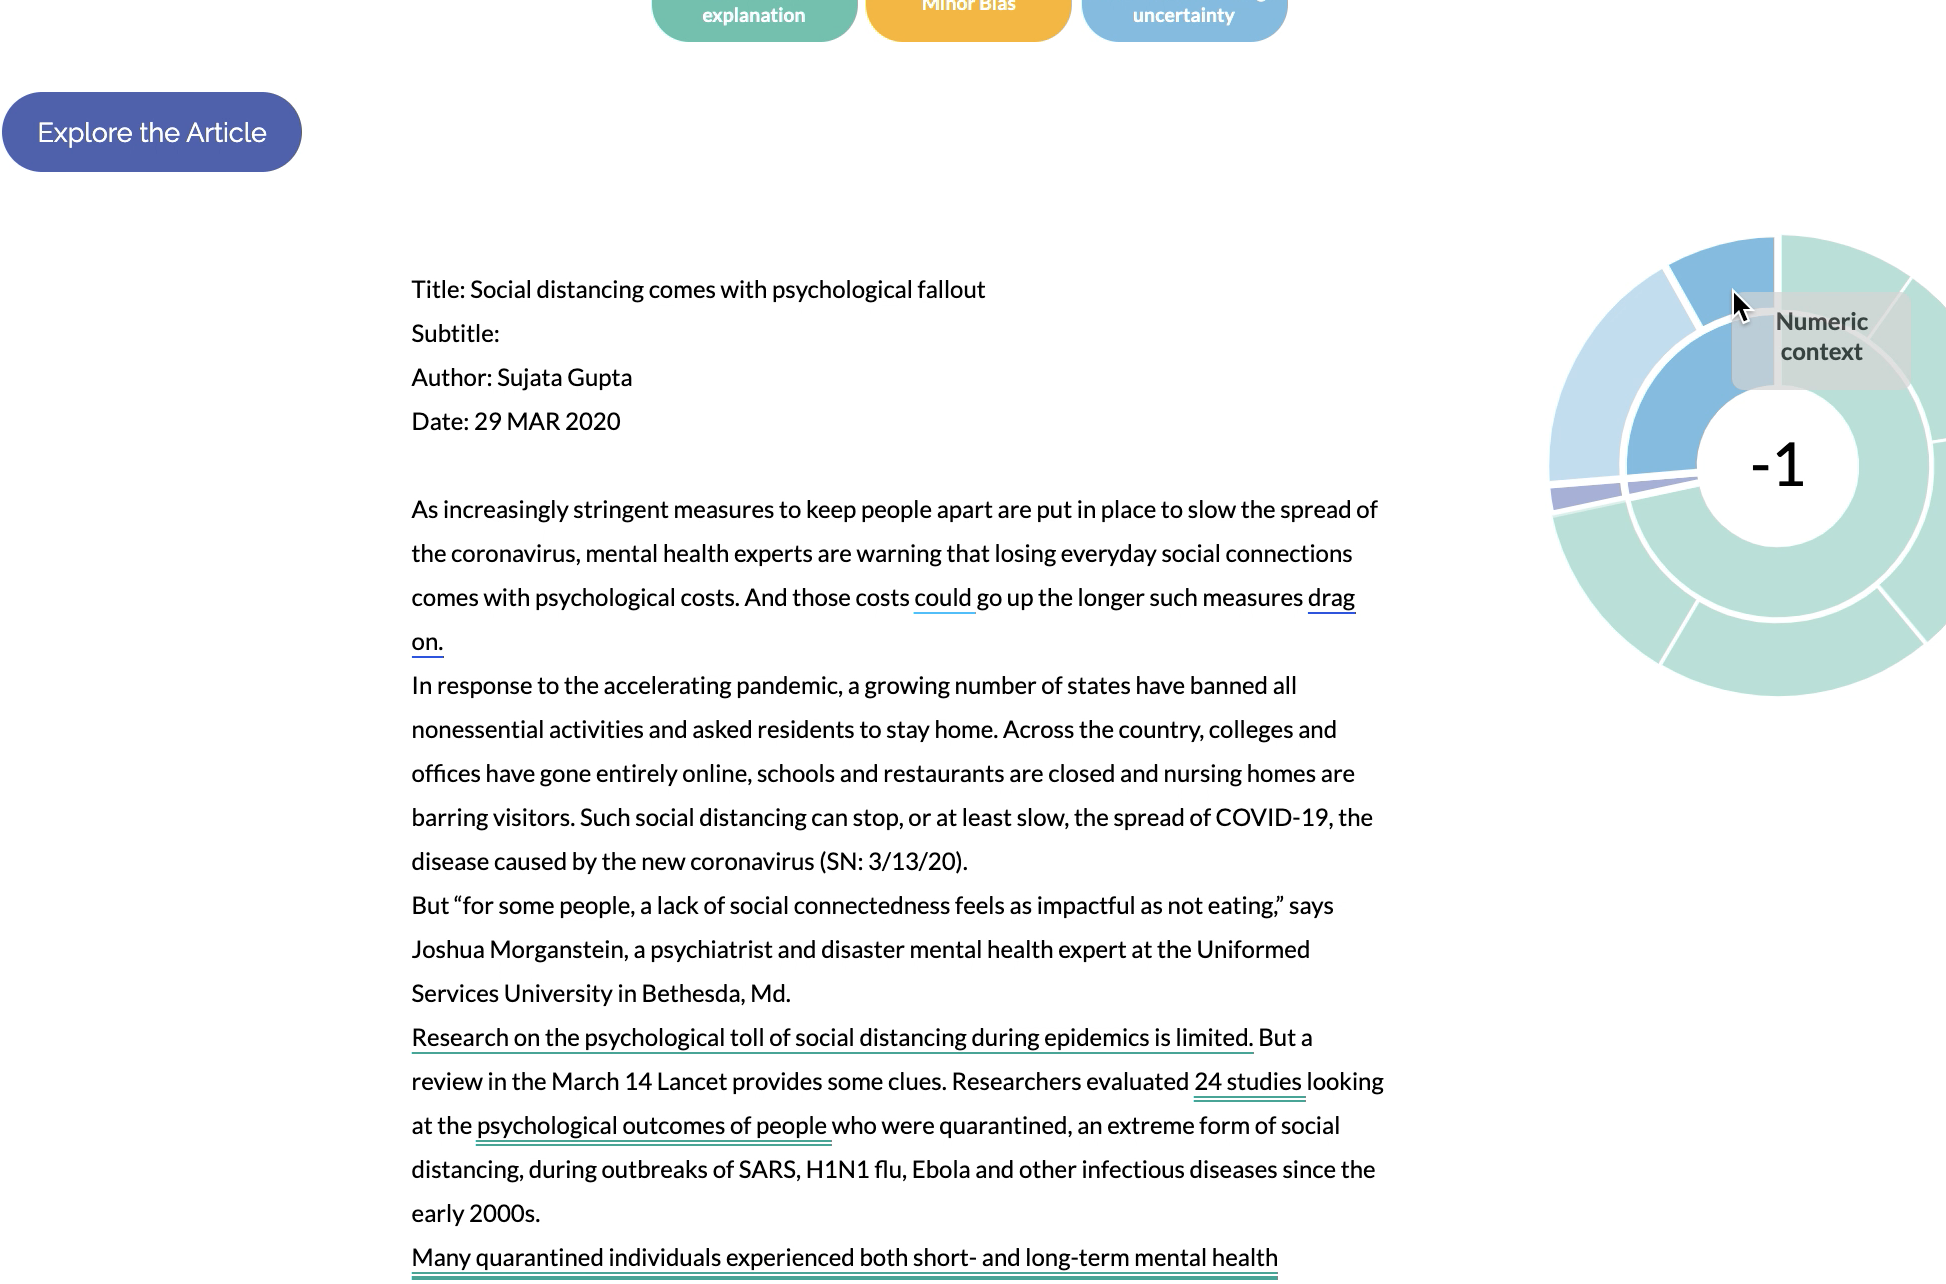 explanation
Minor Bias
uncertainty
Explore the Article
Title: Social distancing comes with psychological fallout
Subtitle:
Author: Sujata Gupta
Date: 29 MAR 2020
Numeric
context
-1
As increasingly stringent measures to keep people apart are put in place to slow the spread of
the coronavirus, mental health experts are warning that losing everyday social connections
comes with psychological costs. And those costs could go up the longer such measures drag
on.
In response to the accelerating pandemic, a growing number of states have banned all
nonessential activities and asked residents to stay home. Across the country, colleges and
offices have gone entirely online, schools and restaurants are closed and nursing homes are
barring visitors. Such social distancing can stop, or at least slow, the spread of COVID-19, the
disease caused by the new coronavirus (SN: 3/13/20).
But “for some people, a lack of social connectedness feels as impactful as not eating,” says
Joshua Morganstein, a psychiatrist and disaster mental health expert at the Uniformed
Services University in Bethesda, Md.
Research on the psychological toll of social distancing during epidemics is limited. But a
review in the March 14 Lancet provides some clues. Researchers evaluated 24 studies looking
at the psychological outcomes of people who were quarantined, an extreme form of social
distancing, during outbreaks of SARS, H1N1 flu, Ebola and other infectious diseases since the
early 2000s.
Many quarantined individuals experienced both short- and long-term mental health